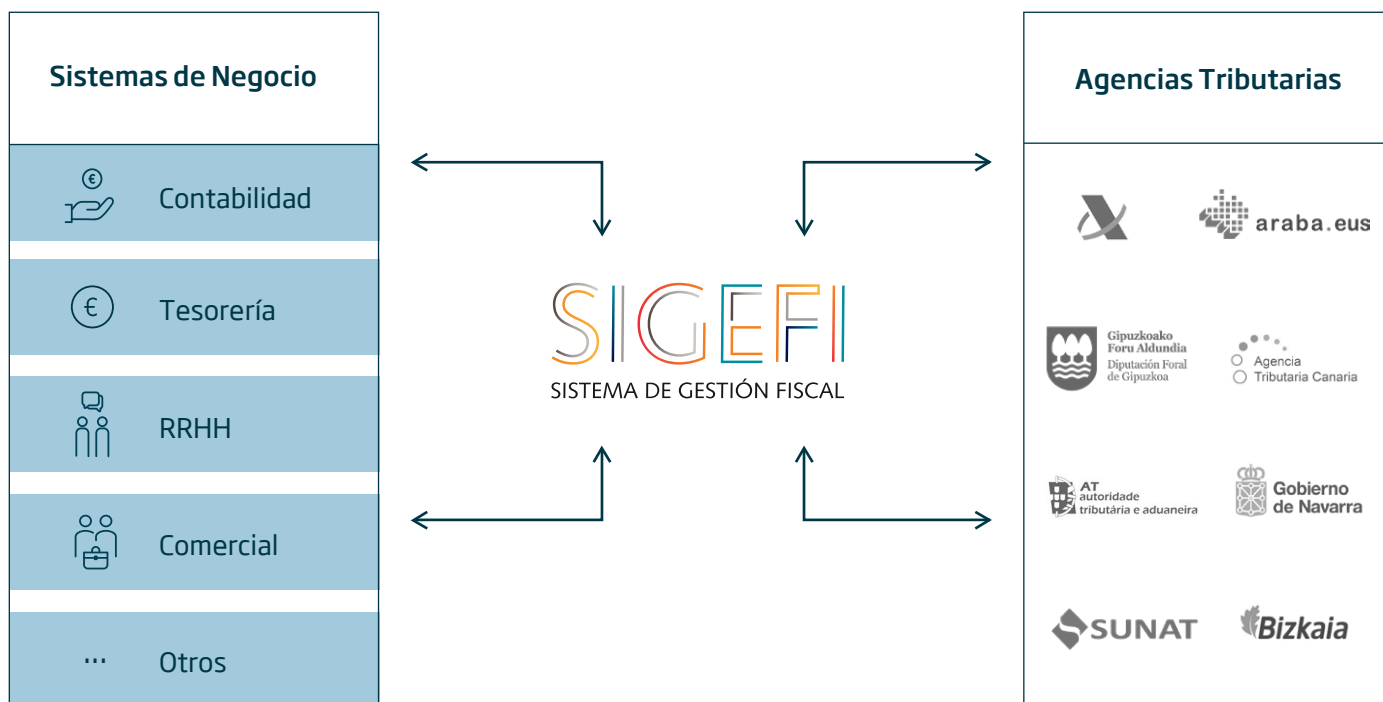 Sistemas de Negocio
Contabilidad
€
Tesorería
€
RRHH
Comercial
... Otros
SIGEFI
SISTEMA DE GESTIÓN FISCAL
Agencias Tributarias
araba.eus
Gipuzkoako
Foru Aldundia
Diputación Foral
de Gipuzkoa
Agencia
Tributaria Canaria
AT
autoridade
tributária e aduaneira
Gobierno
de Navarra
SUNAT
Bizkaia